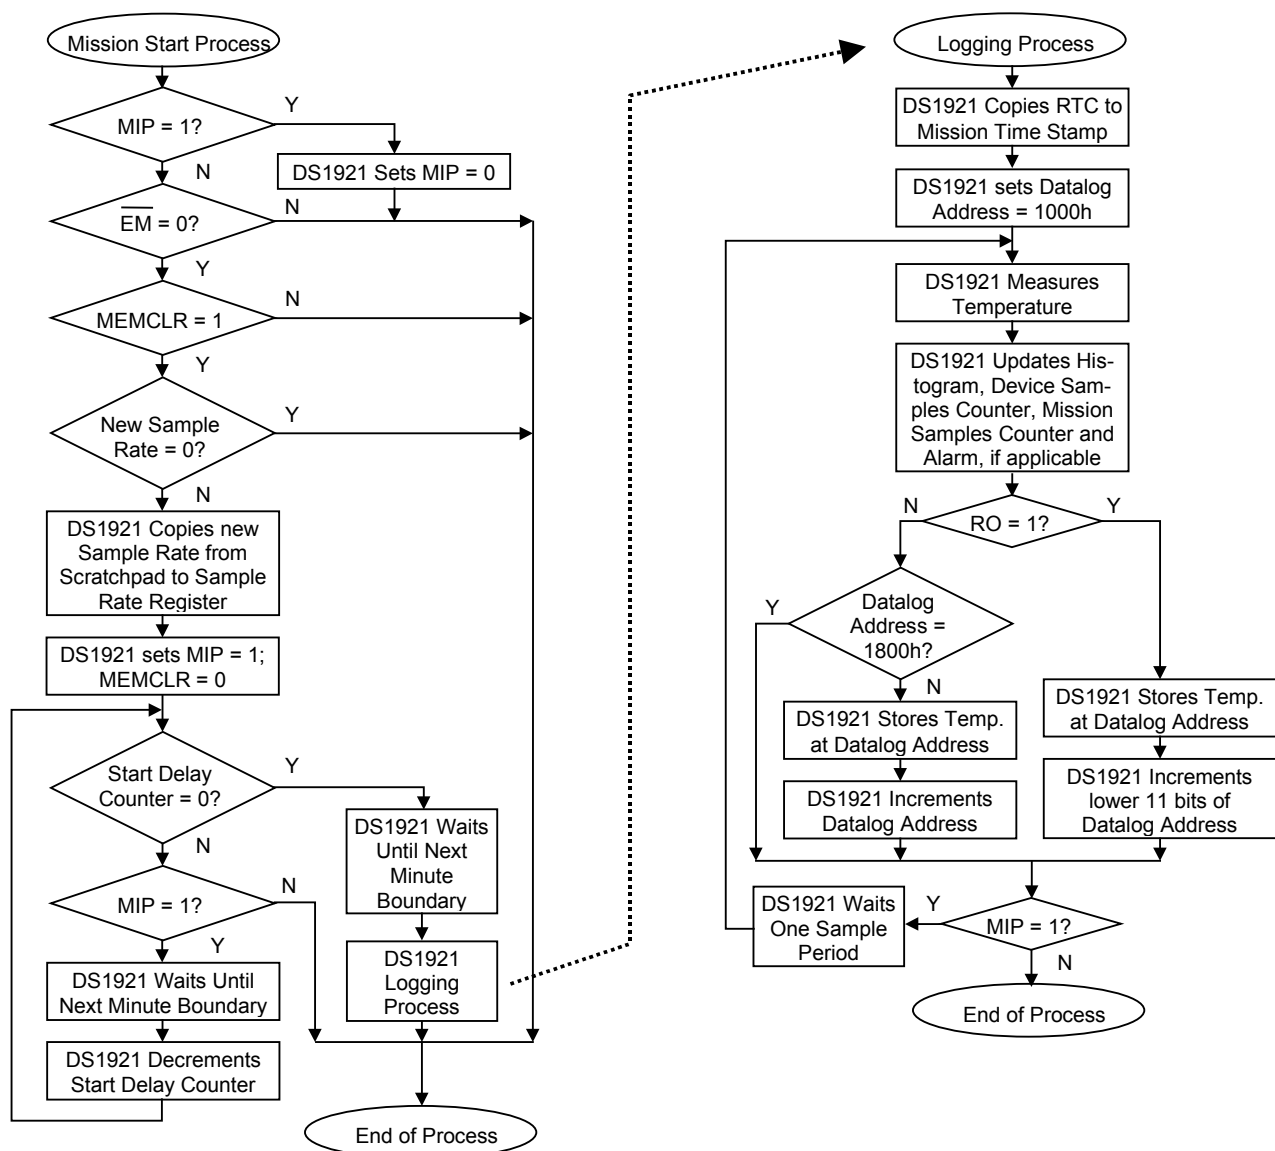 Mission Start Process
MIP = 1?
Y
N
DS1921 Sets MIP = 0
EM = 0?
N
Y
MEMCLR = 1
N
Y
New Sample
Rate = 0?
Y
N
DS1921 Copies new
Sample Rate from
Scratchpad to Sample
Rate Register
DS1921 sets MIP = 1;
MEMCLR = 0
Start Delay
Counter = 0?
Y
N
DS1921 Waits
Until Next
Minute
Boundary
MIP = 1?
N
Y
DS1921 Waits Until
Next Minute Boundary
DS1921
Logging
Process
DS1921 Decrements
Start Delay Counter
End of Process
Logging Process
DS1921 Copies RTC to
Mission Time Stamp
DS1921 sets Datalog
Address = 1000h
DS1921 Measures
Temperature
DS1921 Updates His-
togram, Device Sam-
ples Counter, Mission
Samples Counter and
Alarm, if applicable
RO = 1?
N
Y
Datalog
Address =
1800h?
Y
N
DS1921 Stores Temp.
at Datalog Address
DS1921 Increments
Datalog Address
DS1921 Stores Temp.
at Datalog Address
DS1921 Increments
lower 11 bits of
Datalog Address
MIP = 1?
Y
N
DS1921 Waits
One Sample
Period
End of Process